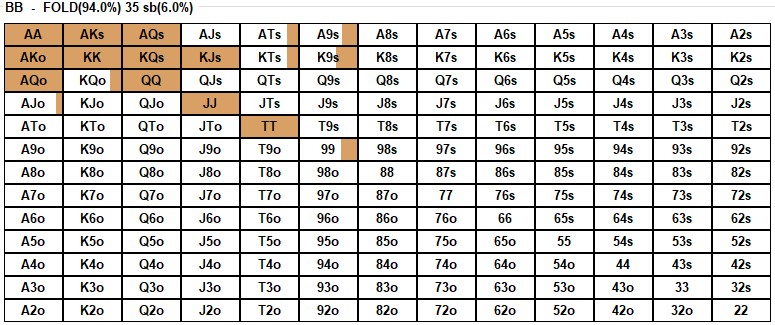 BB - FOLD(94.0%) 35 sb(6.0%)
AA AKs AQs AJs ATs A9s A8s A7s A6s A5s A4s A3s A2s
AKo KK KQs KJs KTs K9s K8s K7s K6s K5s K4s K3s K2s
AQo KQo QQ QJs QTs Q9s Q8s Q7s Q6s Q5s Q4s Q3s Q2s
AJo KJo QJo JJ JTs J9s J8s J7s J6s J5s J4s J3s J2s
ATo KTo QTo JTo TT T9s T8s T7s T6s T5s T4s T3s T2s
A9o K9o Q9o J9o T9o 99 98s 97s 96s 95s 94s 93s 92s
A8o K8o Q8o J8o T8o 98o 88 87s 86s 85s 84s 83s 82s
A7o K7o Q7o J7o T7o 97o 87o 77 76s 75s 74s 73s 72s
A6o K6o Q6o J6o T6o 96o 86o 76o 66 65s 64s 63s 62s
A5o K5o Q5o J5o T5o 95o 85o 75o 65o 55 54s 53s 52s
A4o K4o Q4o J4o T4o 94o 84o 74o 64o 54o 44 43s 42s
A3o K3o Q3o J3o T3o 93o 83o 73o 63o 53o 43o 33 32s
A2o K2o Q2o J2o T2o 92o 82o 72o 62o 52o 42o 32o 22